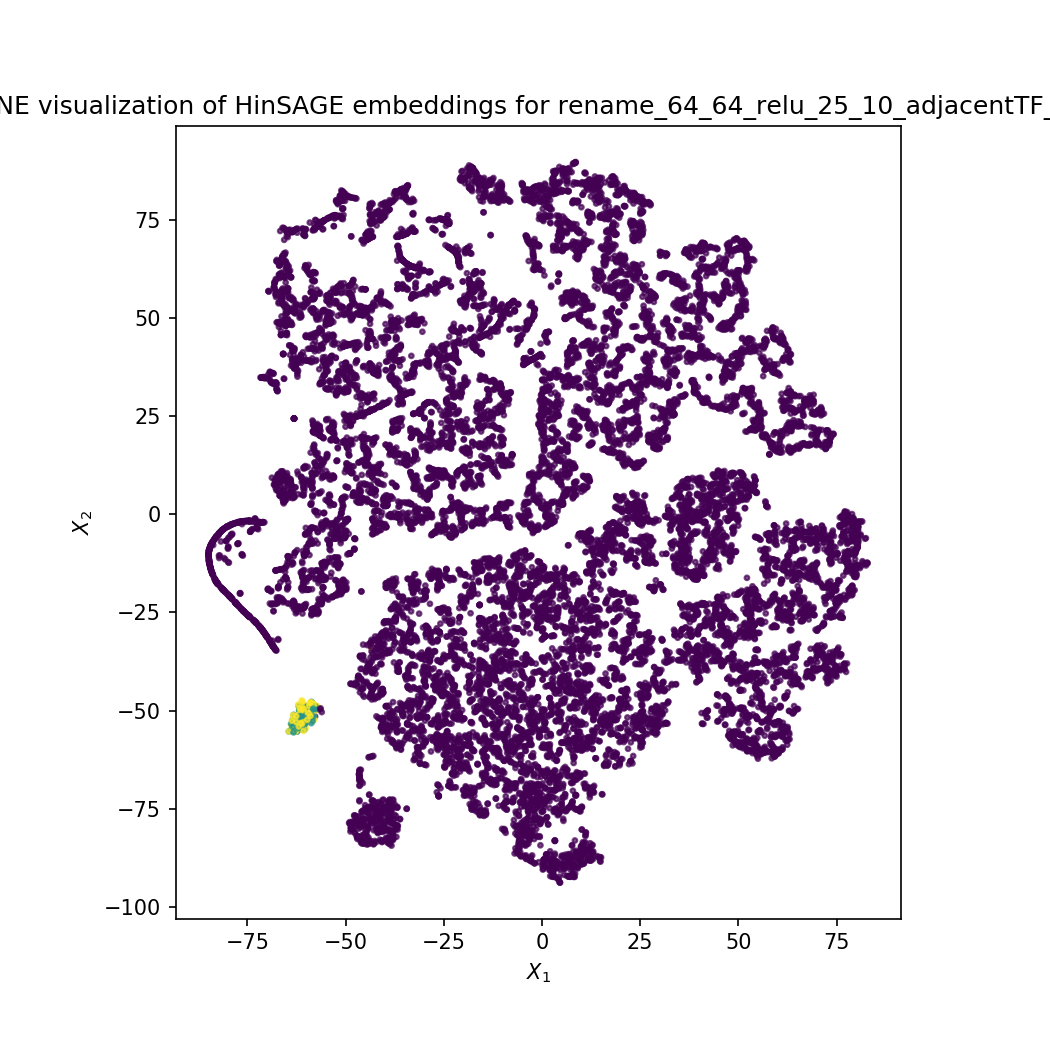 NE visualization of HinSAGE embeddings for rename_64_64_relu_25_10_adjacentTF_
75
50
25
0
−25
−50
−75
−100
X₂
−75 −50 −25 0 25 50 75
X₁